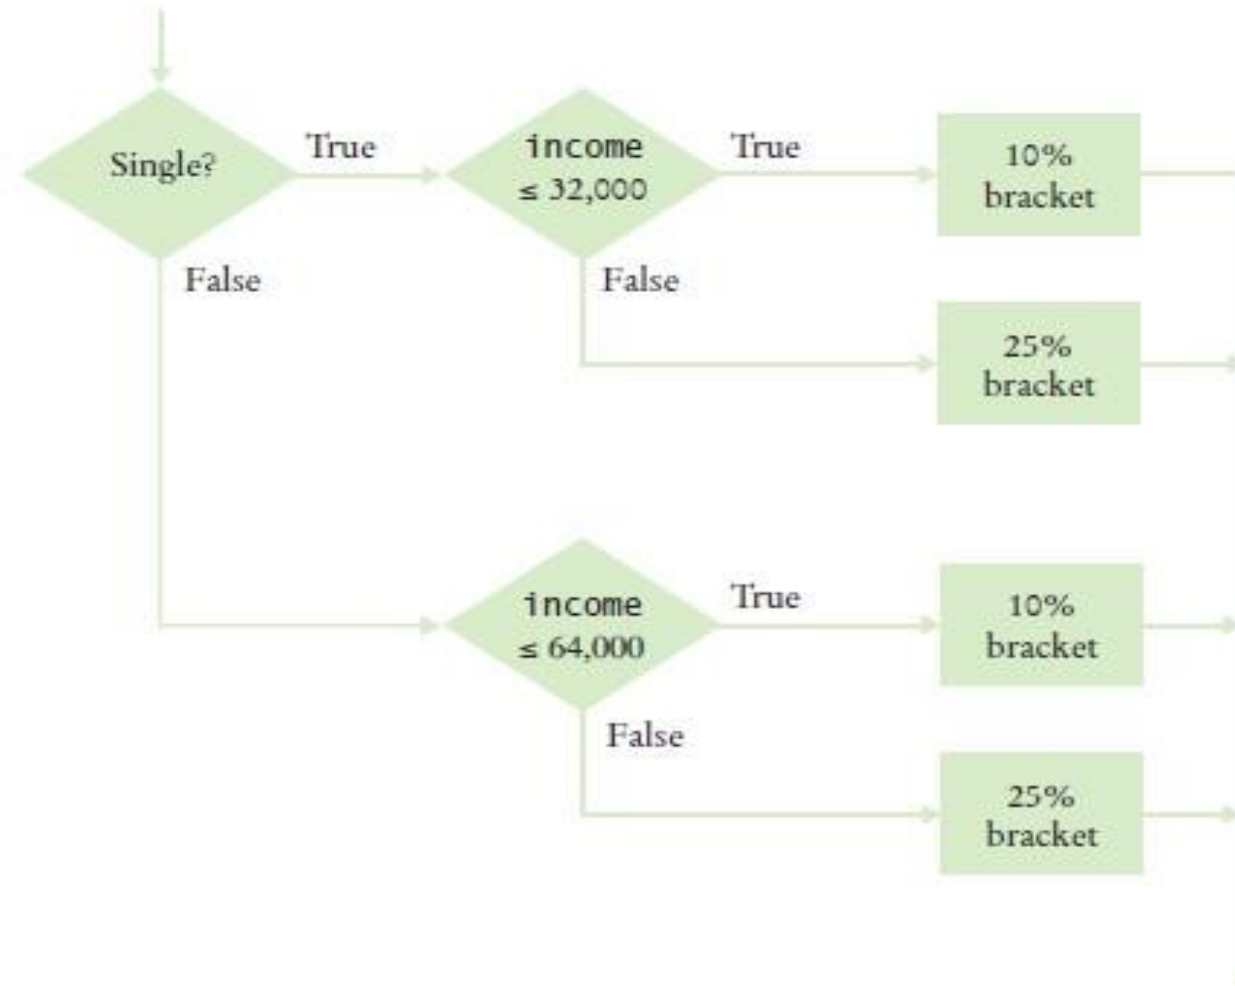 Single?
True
income
≤ 32,000
True
10%
bracket
False
False
25%
bracket
income
≤ 64,000
True
10%
bracket
False
25%
bracket